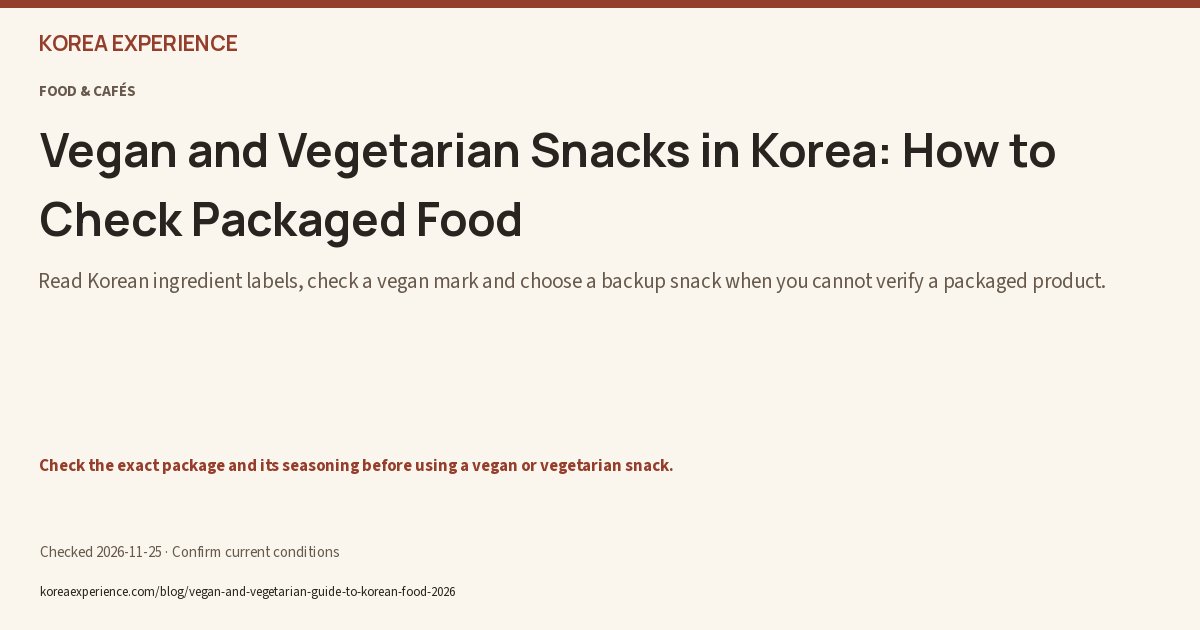 KOREA EXPERIENCE
FOOD & CAFÉS
Vegan and Vegetarian Snacks in Korea: How to
Check Packaged Food
Read Korean ingredient labels, check a vegan mark and choose a backup snack when you cannot verify a packaged product.
Check the exact package and its seasoning before using a vegan or vegetarian snack.
Checked 2026-11-25 · Confirm current conditions
koreaexperience.com/blog/vegan-and-vegetarian-guide-to-korean-food-2026